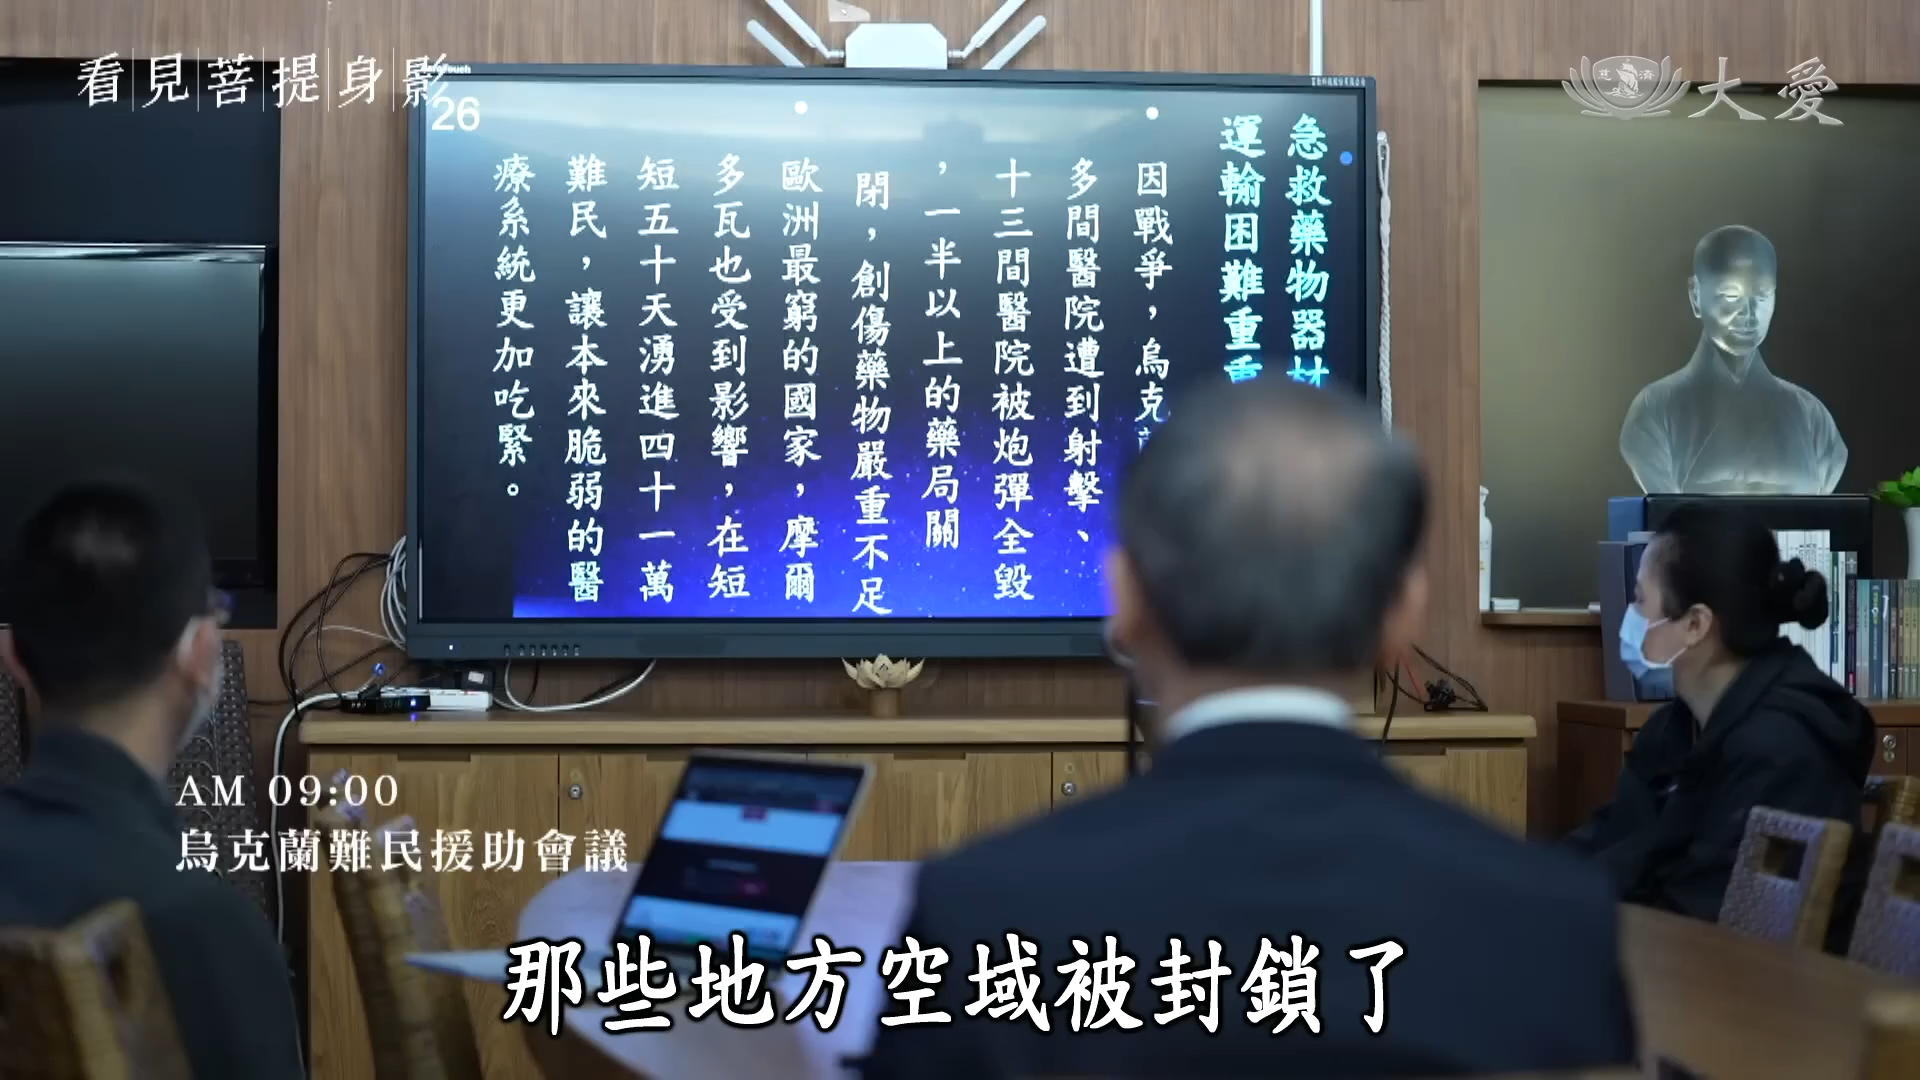 看見菩提身影
大愛
慈濟
26
急救藥物器材
運輸困難重重
因戰爭，烏克
多間醫院遭到射擊、
十三間醫院被炮彈全毀
，一半以上的藥局關
閉，創傷藥物嚴重不足
歐洲最窮的國家，摩爾
多瓦也受到影響，在短
短五十天湧進四十一萬
難民，讓本來脆弱的醫
療系統更加吃緊。
AM 09:00
烏克蘭難民援助會議
那些地方空域被封鎖了